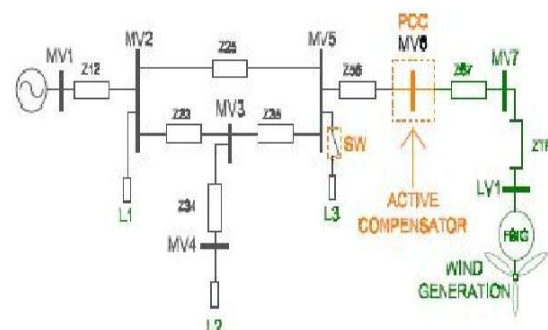 PCC
MV6
MV1
Z12
MV2
Z25
MV5
Z56
Z67
MV7
Z23
MV3
Z35
SW
L1
Z34
L3
ACTIVE
COMPENSATOR
LV1
MV4
WIND
GENERATION
L2